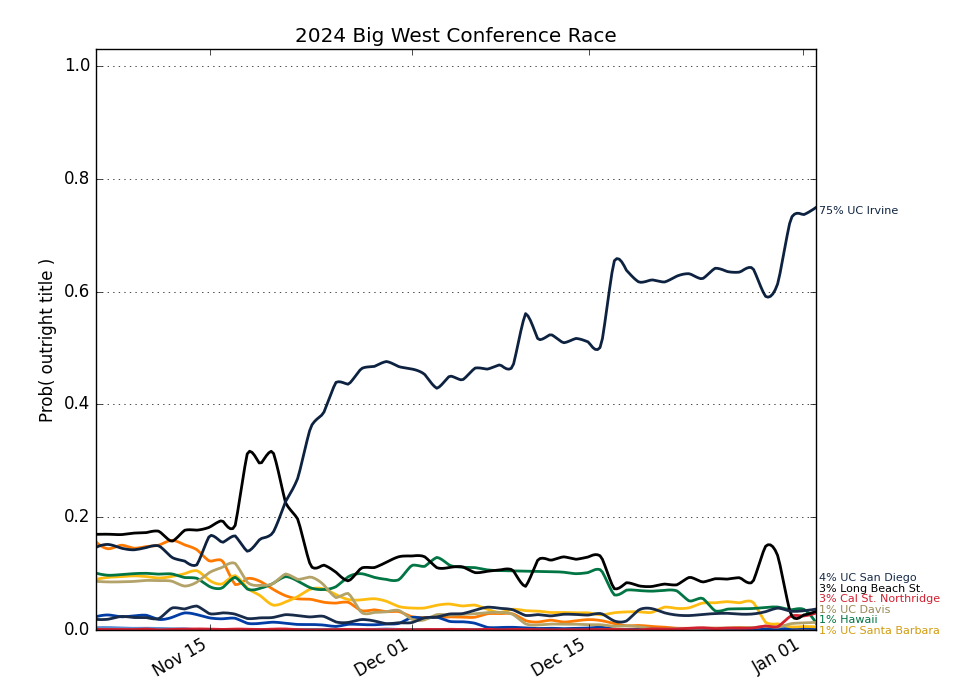 2024 Big West Conference Race
Prob( outright title )
1.0
0.8
0.6
0.4
0.2
0.0
Nov 15
Dec 01
Dec 15
Jan 01
75% UC Irvine
4% UC San Diego
3% Long Beach St.
3% Cal St. Northridge
1% UC Davis
1% Hawaii
1% UC Santa Barbara